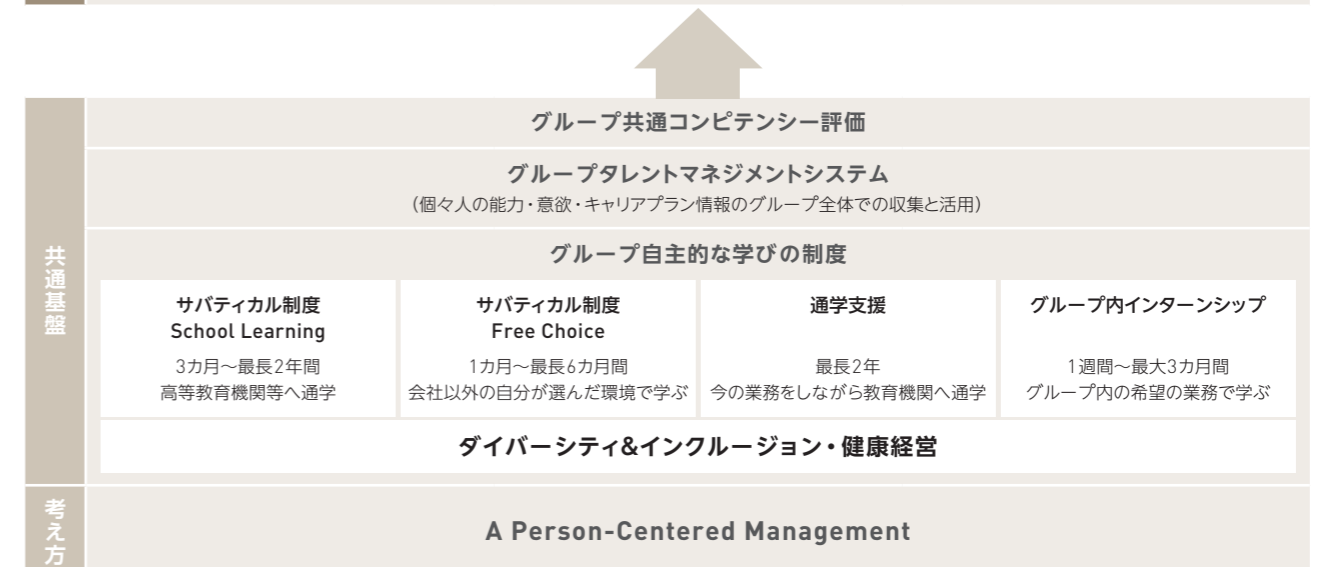 共通基盤
グループ共通コンピテンシー評価
グループタレントマネジメントシステム
（個々人の能力・意欲・キャリアプラン情報のグループ全体での収集と活用）
グループ自主的な学びの制度
サバティカル制度
School Learning
3カ月～最長2年間
高等教育機関等へ通学
サバティカル制度
Free Choice
1カ月～最長6カ月間
会社以外の自分が選んだ環境で学ぶ
通学支援
最長2年
今の業務をしながら教育機関へ通学
グループ内インターンシップ
1週間～最大3カ月間
グループ内の希望の業務で学ぶ
ダイバーシティ&インクルージョン・健康経営
考え方
A Person-Centered Management